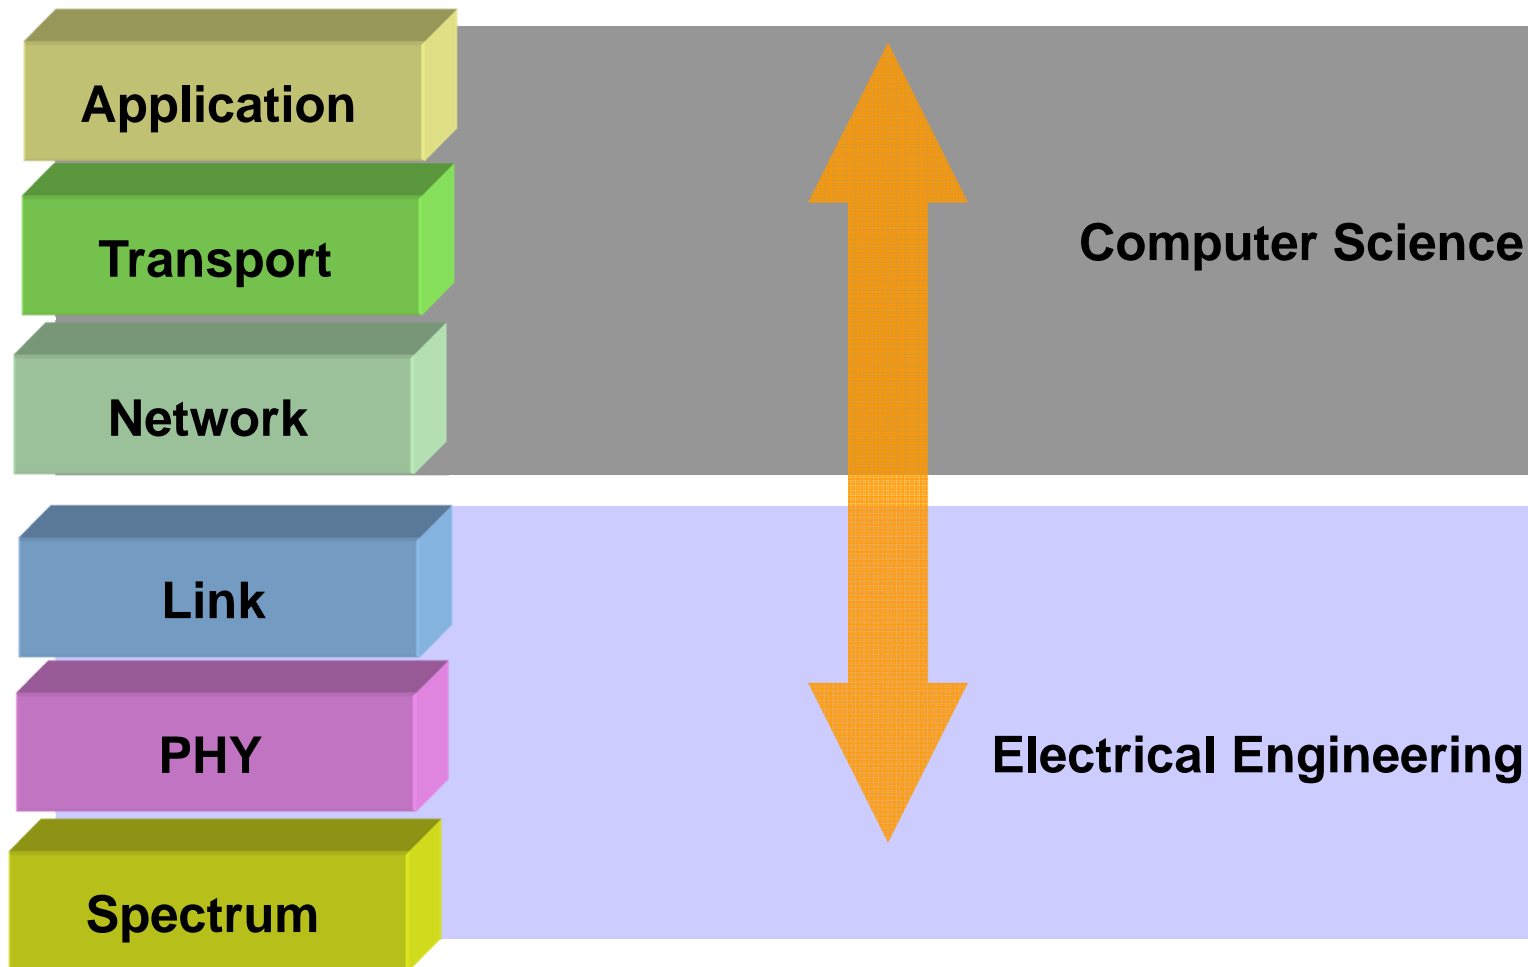 Application
Transport
Computer Science
Network
Link
PHY
Electrical Engineering
Spectrum